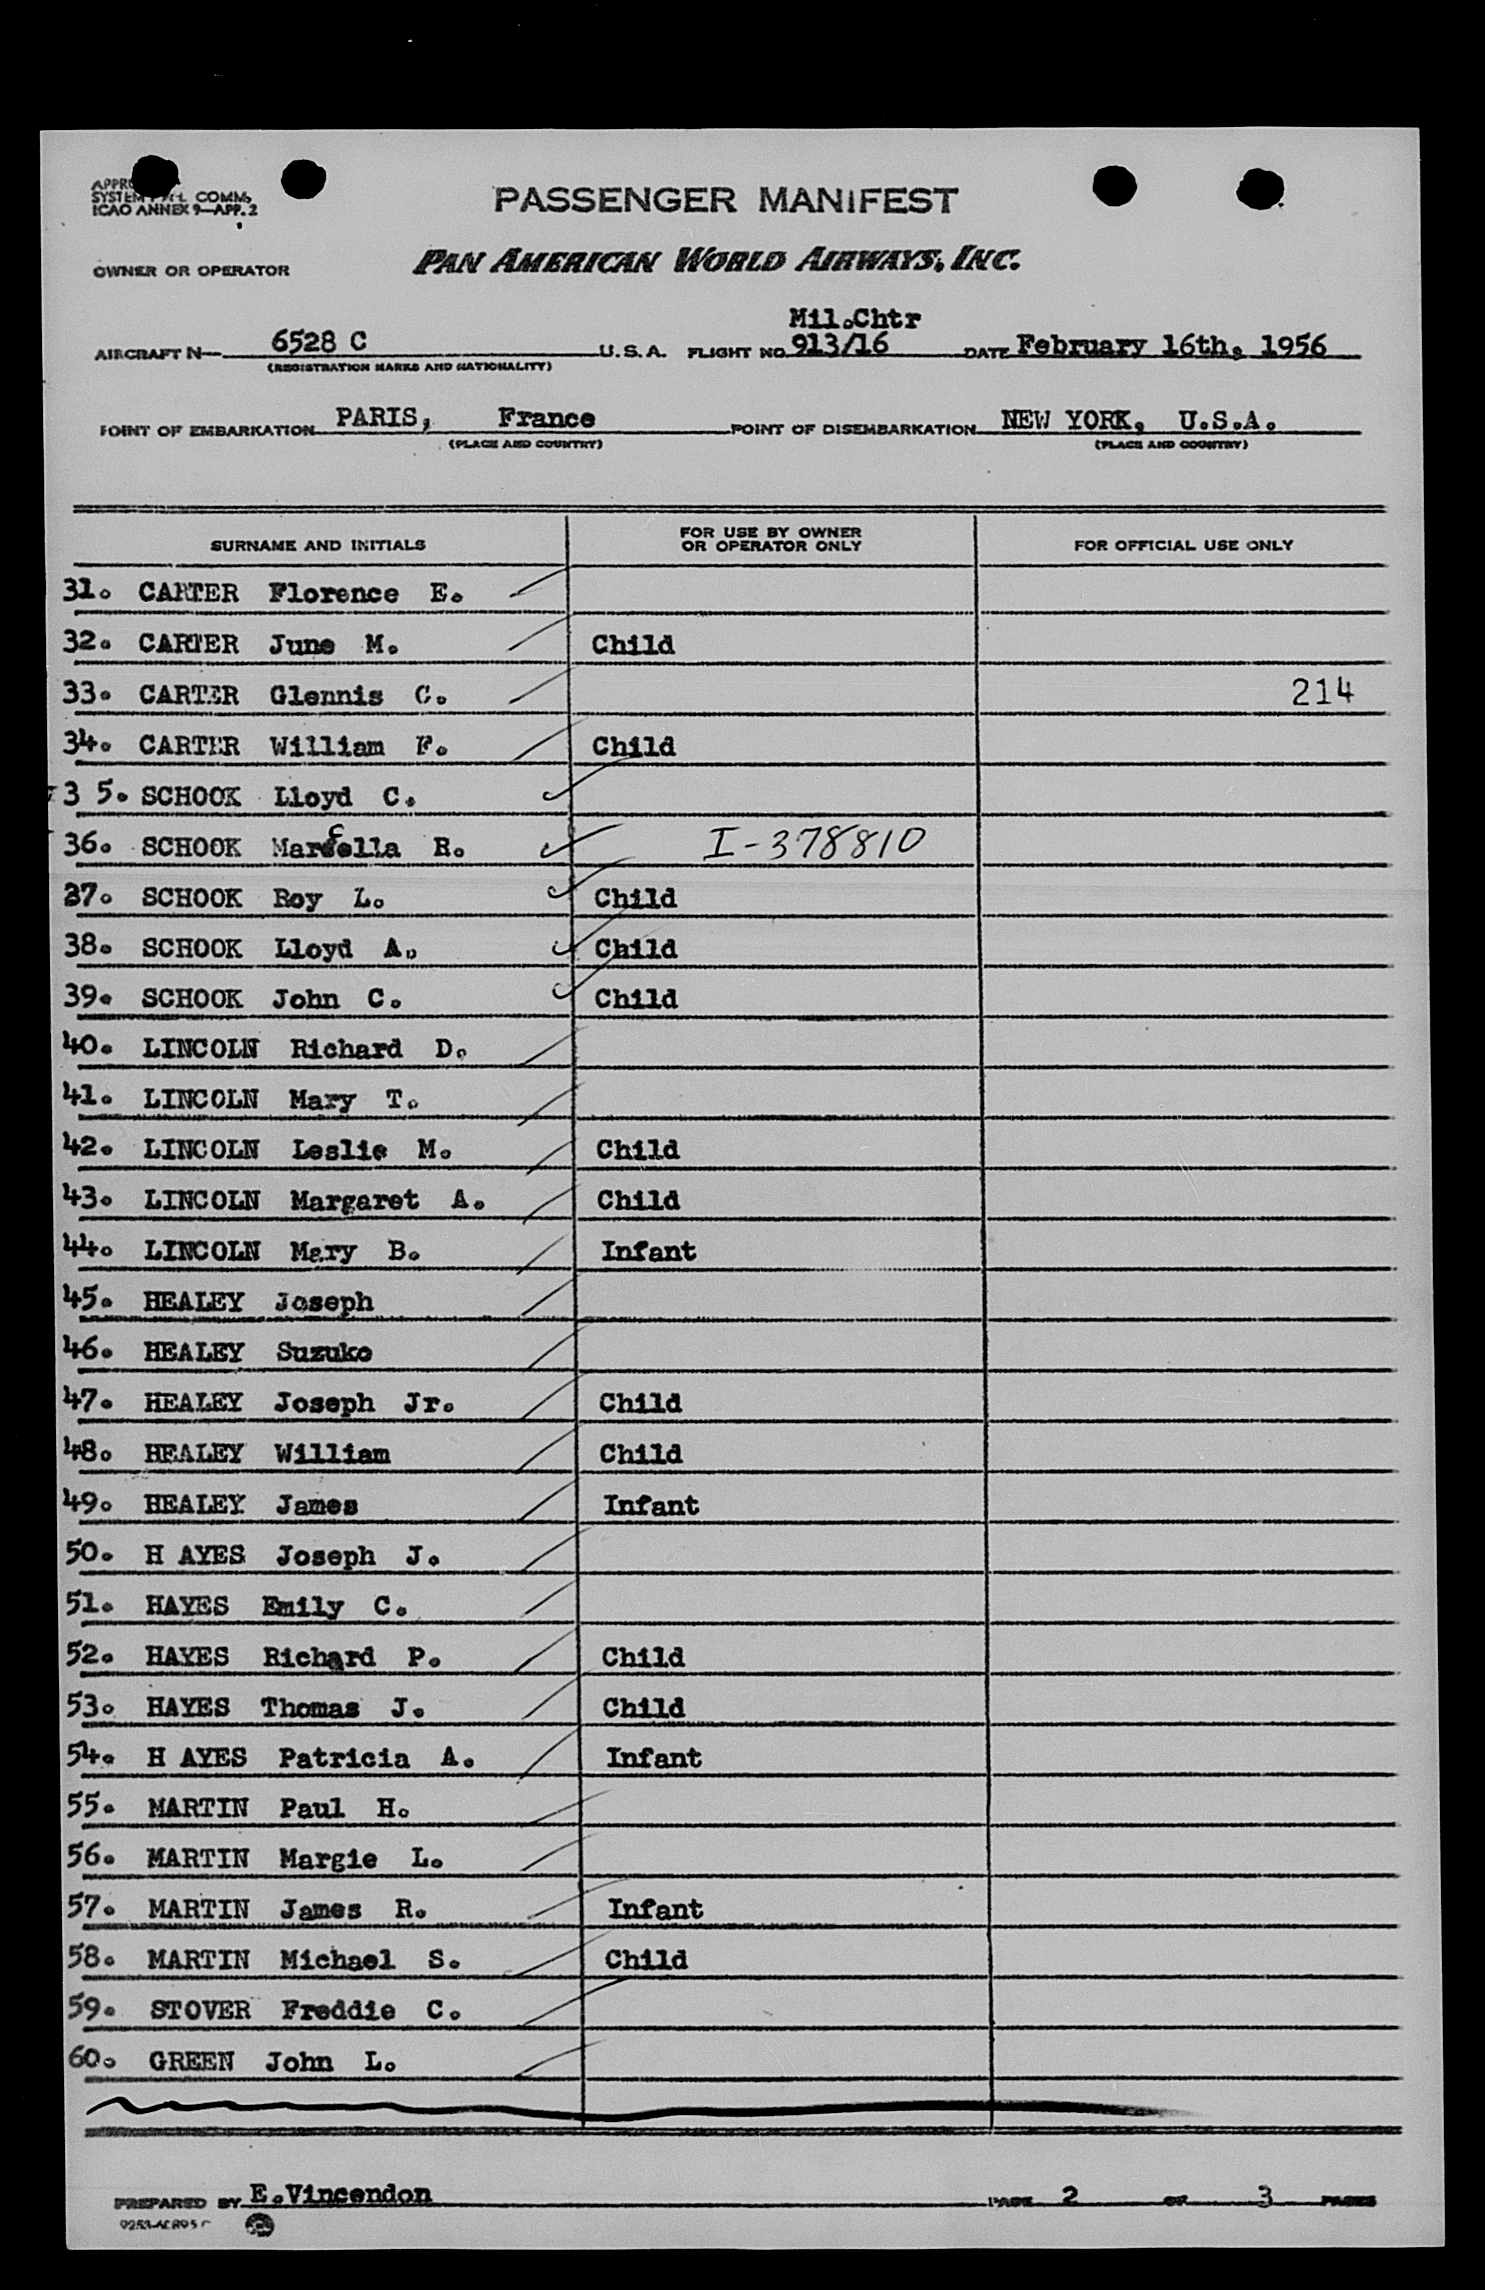 SYSTEM COMM,
ICAO ANNEX 9—APP. 2
PASSENGER MANIFEST
OWNER OR OPERATOR PAN AMERICAN WORLD AIRWAYS, INC.
Mil.Chtr
AIRCRAFT N— 6528 C U. S. A. FLIGHT NO. 913/16 DATE February 16th, 1956
(REGISTRATION MARKS AND NATIONALITY)
POINT OF EMBARKATION PARIS, France POINT OF DISEMBARKATION NEW YORK, U.S.A.
(PLACE AND COUNTRY) (PLACE AND COUNTRY)
SURNAME AND INITIALS FOR USE BY OWNER OR OPERATOR ONLY FOR OFFICIAL USE ONLY
31. CARTER Florence E.
32. CARTER June M. Child
33. CARTER Glennis C. 214
34. CARTER William F. Child
3 5. SCHOOK Lloyd C.
36. SCHOOK Marcella R. I-378810
37. SCHOOK Roy L. Child
38. SCHOOK Lloyd A. Child
39. SCHOOK John C. Child
40. LINCOLN Richard D.
41. LINCOLN Mary T.
42. LINCOLN Leslie M. Child
43. LINCOLN Margaret A. Child
44. LINCOLN Mary B. Infant
45. HEALEY Joseph
46. HEALEY Suzuko
47. HEALEY Joseph Jr. Child
48. HEALEY William Child
49. HEALEY James Infant
50. H AYES Joseph J.
51. HAYES Emily C.
52. HAYES Richard P. Child
53. HAYES Thomas J. Child
54. H AYES Patricia A. Infant
55. MARTIN Paul H.
56. MARTIN Margie L.
57. MARTIN James R. Infant
58. MARTIN Michael S. Child
59. STOVER Freddie C.
60. GREEN John L.
PREPARED BY E.Vincendon PAGE 2 OF 3 PAGES